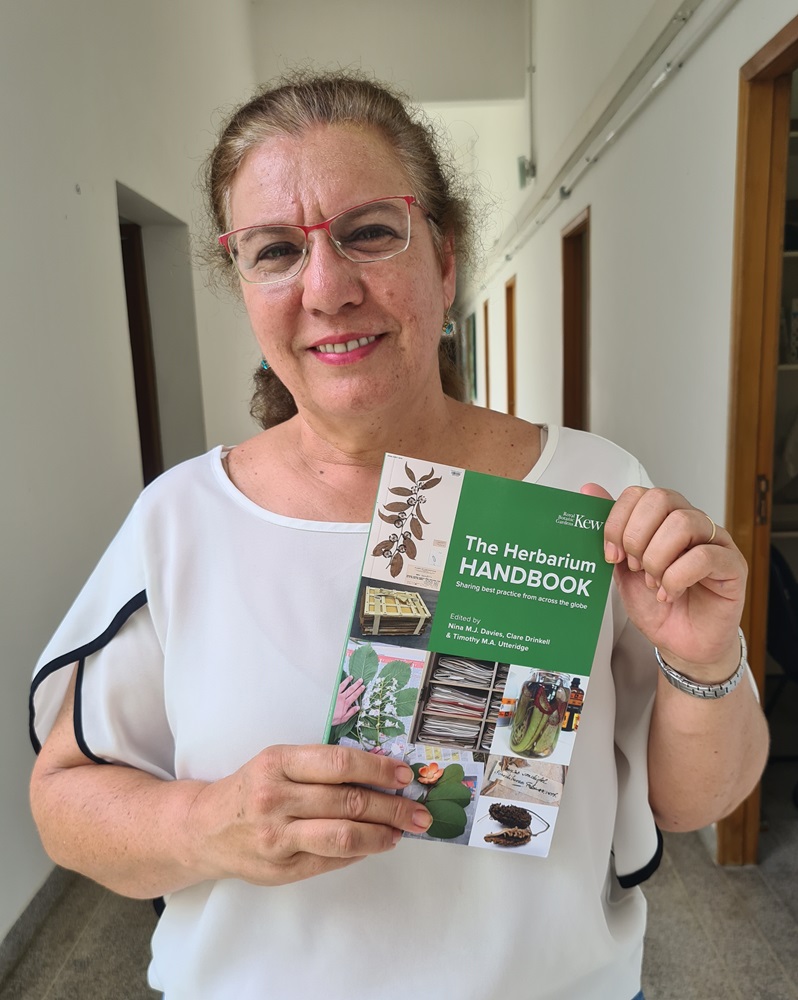 Royal
Botanic
Gardens
Kew
The Herbarium
HANDBOOK
Sharing best practice from across the globe
Edited by
Nina M.J. Davies, Clare Drinkell
& Timothy M.A. Utteridge